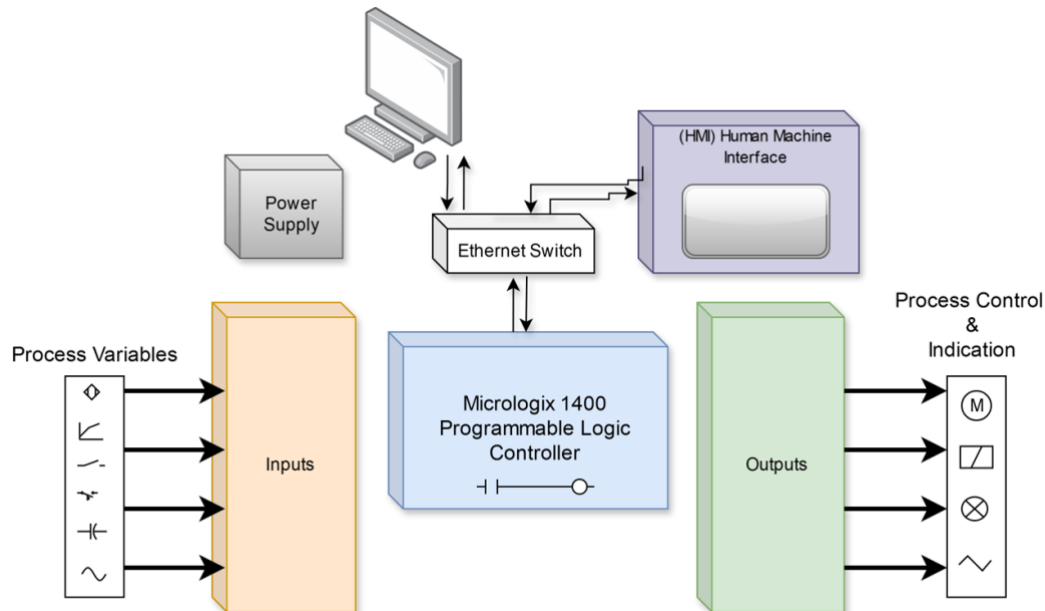 (HMI) Human Machine
Interface
Power
Supply
Ethernet Switch
Process Variables
Inputs
Micrologix 1400
Programmable Logic
Controller
Outputs
Process Control
&
Indication
M